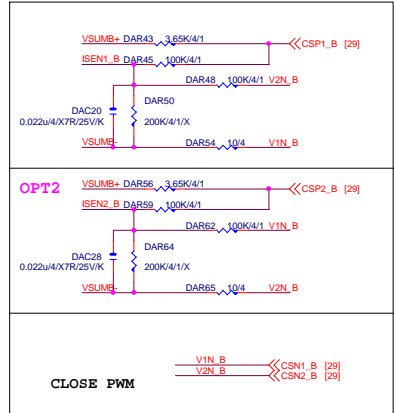 VSUMB+ DAR43 3.65K/4/1 CSP1_B [29]
ISEN1_B DAR45 100K/4/1
DAR48 100K/4/1 V2N_B
DAR50
DAC20
0.022u/4/X7R/25V/K 200K/4/1/X
VSUMB- DAR54 10/4 V1N_B
OPT2 VSUMB+ DAR56 3.65K/4/1 CSP2_B [29]
ISEN2_B DAR59 100K/4/1
DAR62 100K/4/1 V1N_B
DAR64
DAC28
0.022u/4/X7R/25V/K 200K/4/1/X
VSUMB- DAR65 10/4 V2N_B
V1N_B CSN1_B [29]
V2N_B CSN2_B [29]
CLOSE PWM